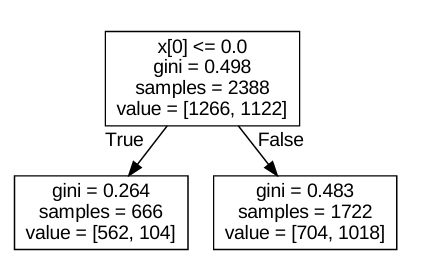 x[0] <= 0.0
gini = 0.498
samples = 2388
value = [1266, 1122]
True
False
gini = 0.264
samples = 666
value = [562, 104]
gini = 0.483
samples = 1722
value = [704, 1018]